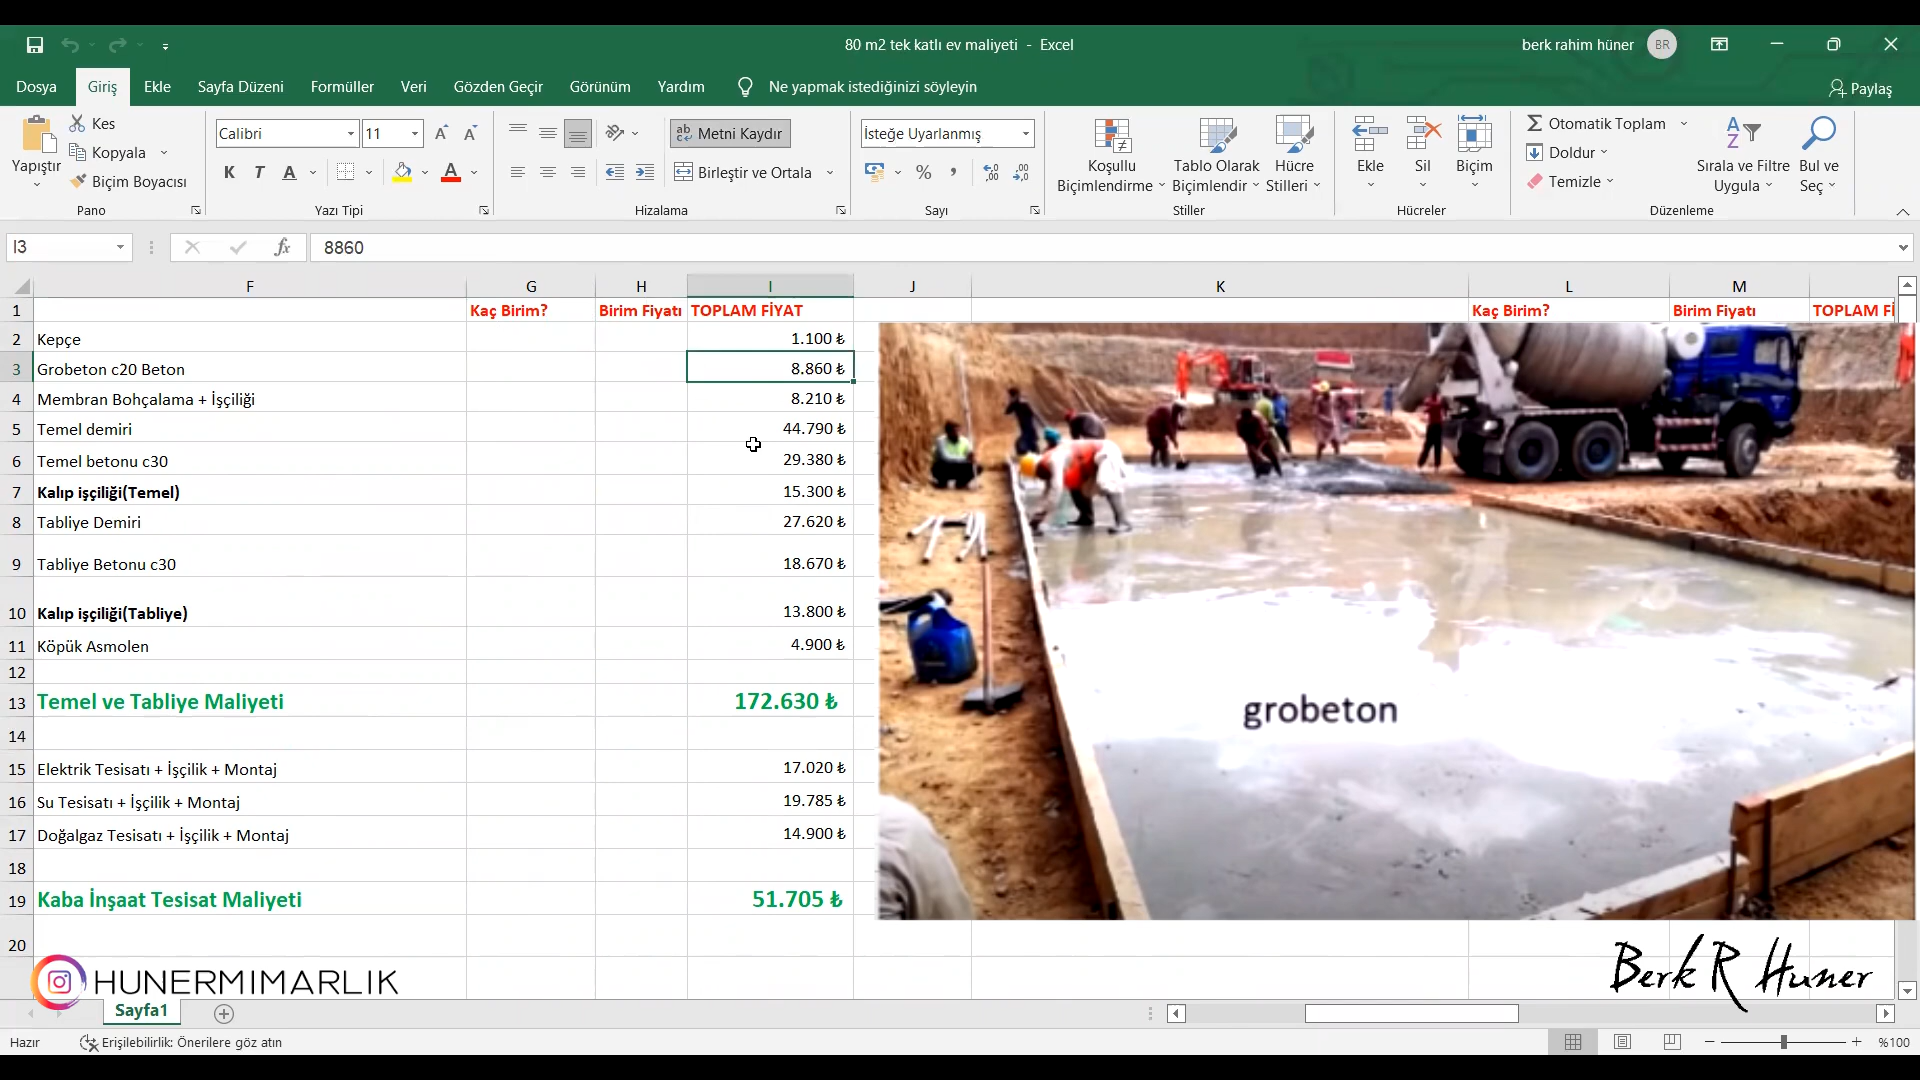 80 m2 tek katlı ev maliyeti - Excel
berk rahim hüner BR
Dosya Giriş Ekle Sayfa Düzeni Formüller Veri Gözden Geçir Görünüm Yardım Ne yapmak istediğinizi söyleyin Paylaş
Yapıştır
Kes
Kopyala
Biçim Boyacısı
Pano
Calibri 11
K T A
Yazı Tipi
Metni Kaydır
Birleştir ve Ortala
Hizalama
İsteğe Uyarlanmış
Sayı
Koşullu Biçimlendirme
Tablo Olarak Biçimlendir
Hücre Stilleri
Stiller
Ekle Sil Biçim
Hücreler
Otomatik Toplam
Doldur
Temizle
Sırala ve Filtre Uygula
Bul ve Seç
Düzenleme
I3 fx 8860
F G H I J K L M
1 Kaç Birim? Birim Fiyatı TOPLAM FİYAT Kaç Birim? Birim Fiyatı TOPLAM Fİ
2 Kepçe 1.100 ₺
3 Grobeton c20 Beton 8.860 ₺
4 Membran Bohçalama + İşçiliği 8.210 ₺
5 Temel demiri 44.790 ₺
6 Temel betonu c30 29.380 ₺
7 Kalıp işçiliği(Temel) 15.300 ₺
8 Tabliye Demiri 27.620 ₺
9 Tabliye Betonu c30 18.670 ₺
10 Kalıp işçiliği(Tabliye) 13.800 ₺
11 Köpük Asmolen 4.900 ₺
12
13 Temel ve Tabliye Maliyeti 172.630 ₺
14
15 Elektrik Tesisatı + İşçilik + Montaj 17.020 ₺
16 Su Tesisatı + İşçilik + Montaj 19.785 ₺
17 Doğalgaz Tesisatı + İşçilik + Montaj 14.900 ₺
18
19 Kaba İnşaat Tesisat Maliyeti 51.705 ₺
20
grobeton
HUNERMIMARLIK
Berk R Huner
Sayfa1
Hazır Erişilebilirlik: Önerilere göz atın %100